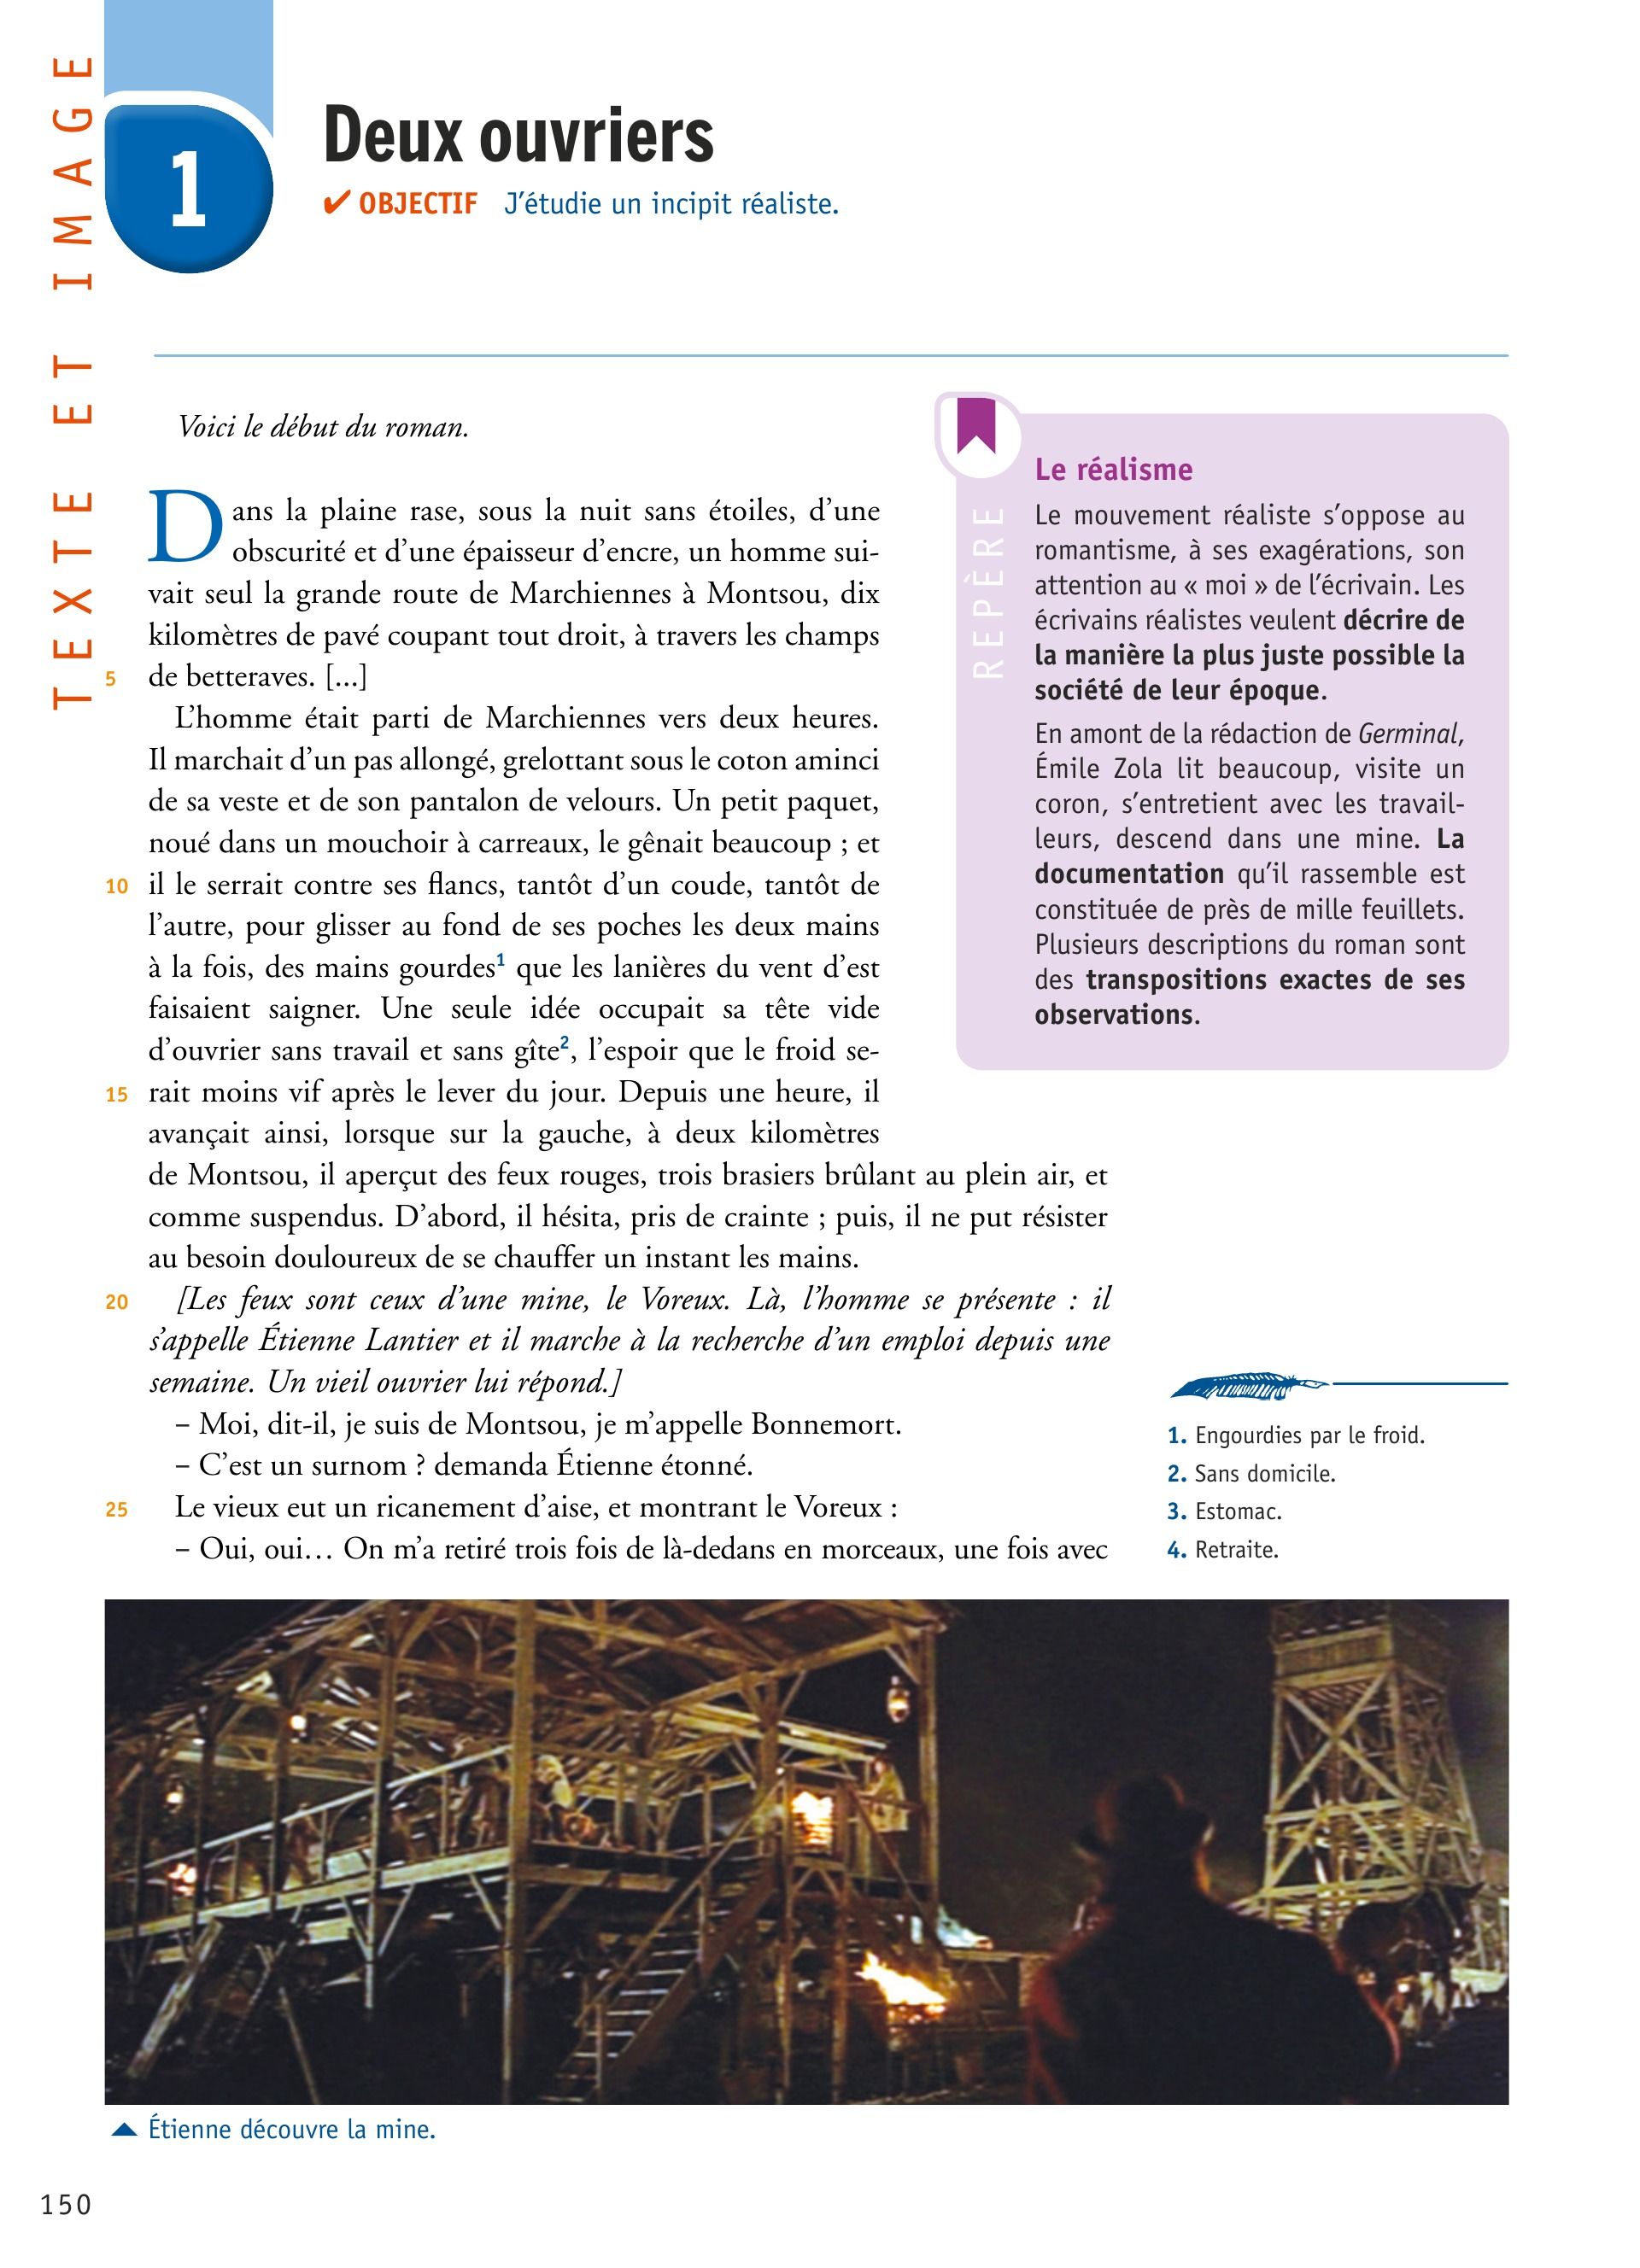 TEXTE ET IMAGE
1
Deux ouvriers
✔ OBJECTIF J’étudie un incipit réaliste.
Voici le début du roman.
Dans la plaine rase, sous la nuit sans étoiles, d’une
obscurité et d’une épaisseur d’encre, un homme sui-
vait seul la grande route de Marchiennes à Montsou, dix
kilomètres de pavé coupant tout droit, à travers les champs
5 de betteraves. [...]
L’homme était parti de Marchiennes vers deux heures.
Il marchait d’un pas allongé, grelottant sous le coton aminci
de sa veste et de son pantalon de velours. Un petit paquet,
noué dans un mouchoir à carreaux, le gênait beaucoup ; et
10 il le serrait contre ses flancs, tantôt d’un coude, tantôt de
l’autre, pour glisser au fond de ses poches les deux mains
à la fois, des mains gourdes1 que les lanières du vent d’est
faisaient saigner. Une seule idée occupait sa tête vide
d’ouvrier sans travail et sans gîte2, l’espoir que le froid se-
15 rait moins vif après le lever du jour. Depuis une heure, il
avançait ainsi, lorsque sur la gauche, à deux kilomètres
de Montsou, il aperçut des feux rouges, trois brasiers brûlant au plein air, et
comme suspendus. D’abord, il hésita, pris de crainte ; puis, il ne put résister
au besoin douloureux de se chauffer un instant les mains.
20 [Les feux sont ceux d’une mine, le Voreux. Là, l’homme se présente : il
s’appelle Étienne Lantier et il marche à la recherche d’un emploi depuis une
semaine. Un vieil ouvrier lui répond.]
– Moi, dit-il, je suis de Montsou, je m’appelle Bonnemort.
– C’est un surnom ? demanda Étienne étonné.
25 Le vieux eut un ricanement d’aise, et montrant le Voreux :
– Oui, oui… On m’a retiré trois fois de là-dedans en morceaux, une fois avec
REPÈRE
Le réalisme
Le mouvement réaliste s’oppose au
romantisme, à ses exagérations, son
attention au « moi » de l’écrivain. Les
écrivains réalistes veulent décrire de
la manière la plus juste possible la
société de leur époque.
En amont de la rédaction de Germinal,
Émile Zola lit beaucoup, visite un
coron, s’entretient avec les travail-
leurs, descend dans une mine. La
documentation qu’il rassemble est
constituée de près de mille feuillets.
Plusieurs descriptions du roman sont
des transpositions exactes de ses
observations.
1. Engourdies par le froid.
2. Sans domicile.
3. Estomac.
4. Retraite.
Étienne découvre la mine.
150